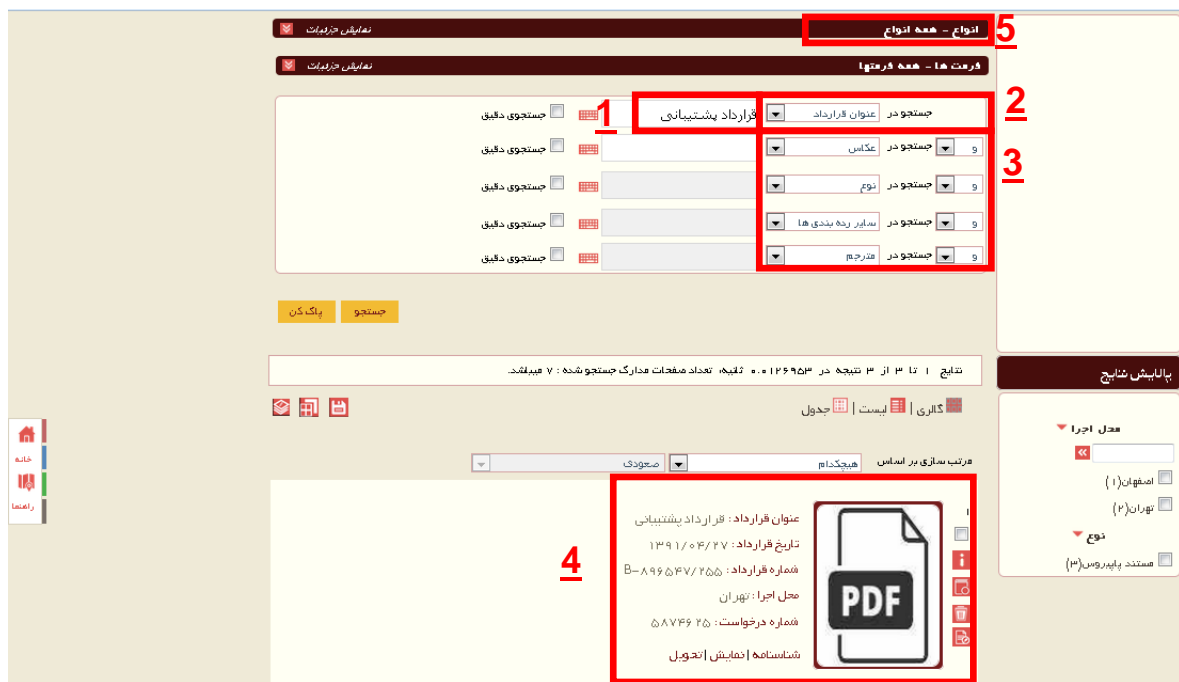 انواع - همه انواع
نمایش جزئیات
5
فرمت ها - همه فرمتها
نمایش جزئیات
جستجو در
عنوان قرارداد
قرارداد پشتیبانی
جستجوی دقیق
1
2
و
جستجو در
عکاس
جستجوی دقیق
3
و
جستجو در
نوع
جستجوی دقیق
و
جستجو در
سایر رده بندی ها
جستجوی دقیق
و
جستجو در
مترجم
جستجوی دقیق
جستجو
پاک کن
نتایج ۱ تا ۳ از ۳ نتیجه در ۰.۰۱۲۶۹۵۳ ثانیه، تعداد صفحات مدارک جستجو شده : ۷ میباشد.
گالری | لیست | جدول
مرتب سازی بر اساس
هیچکدام
صعودی
۱
عنوان قرارداد: قرارداد پشتیبانی
تاریخ قرارداد: ۱۳۹۱/۰۴/۲۷
شماره قرارداد: B-۸۹۶۵۴۷/۲۵۵
محل اجرا: تهران
شماره درخواست: ۵۸۷۴۶ ۲۵
شناسنامه | نمایش | تحویل
PDF
4
پالایش نتایج
محل اجرا
اصفهان(۱)
تهران(۲)
نوع
مستند پاپیروس(۳)
خانه
راهنما